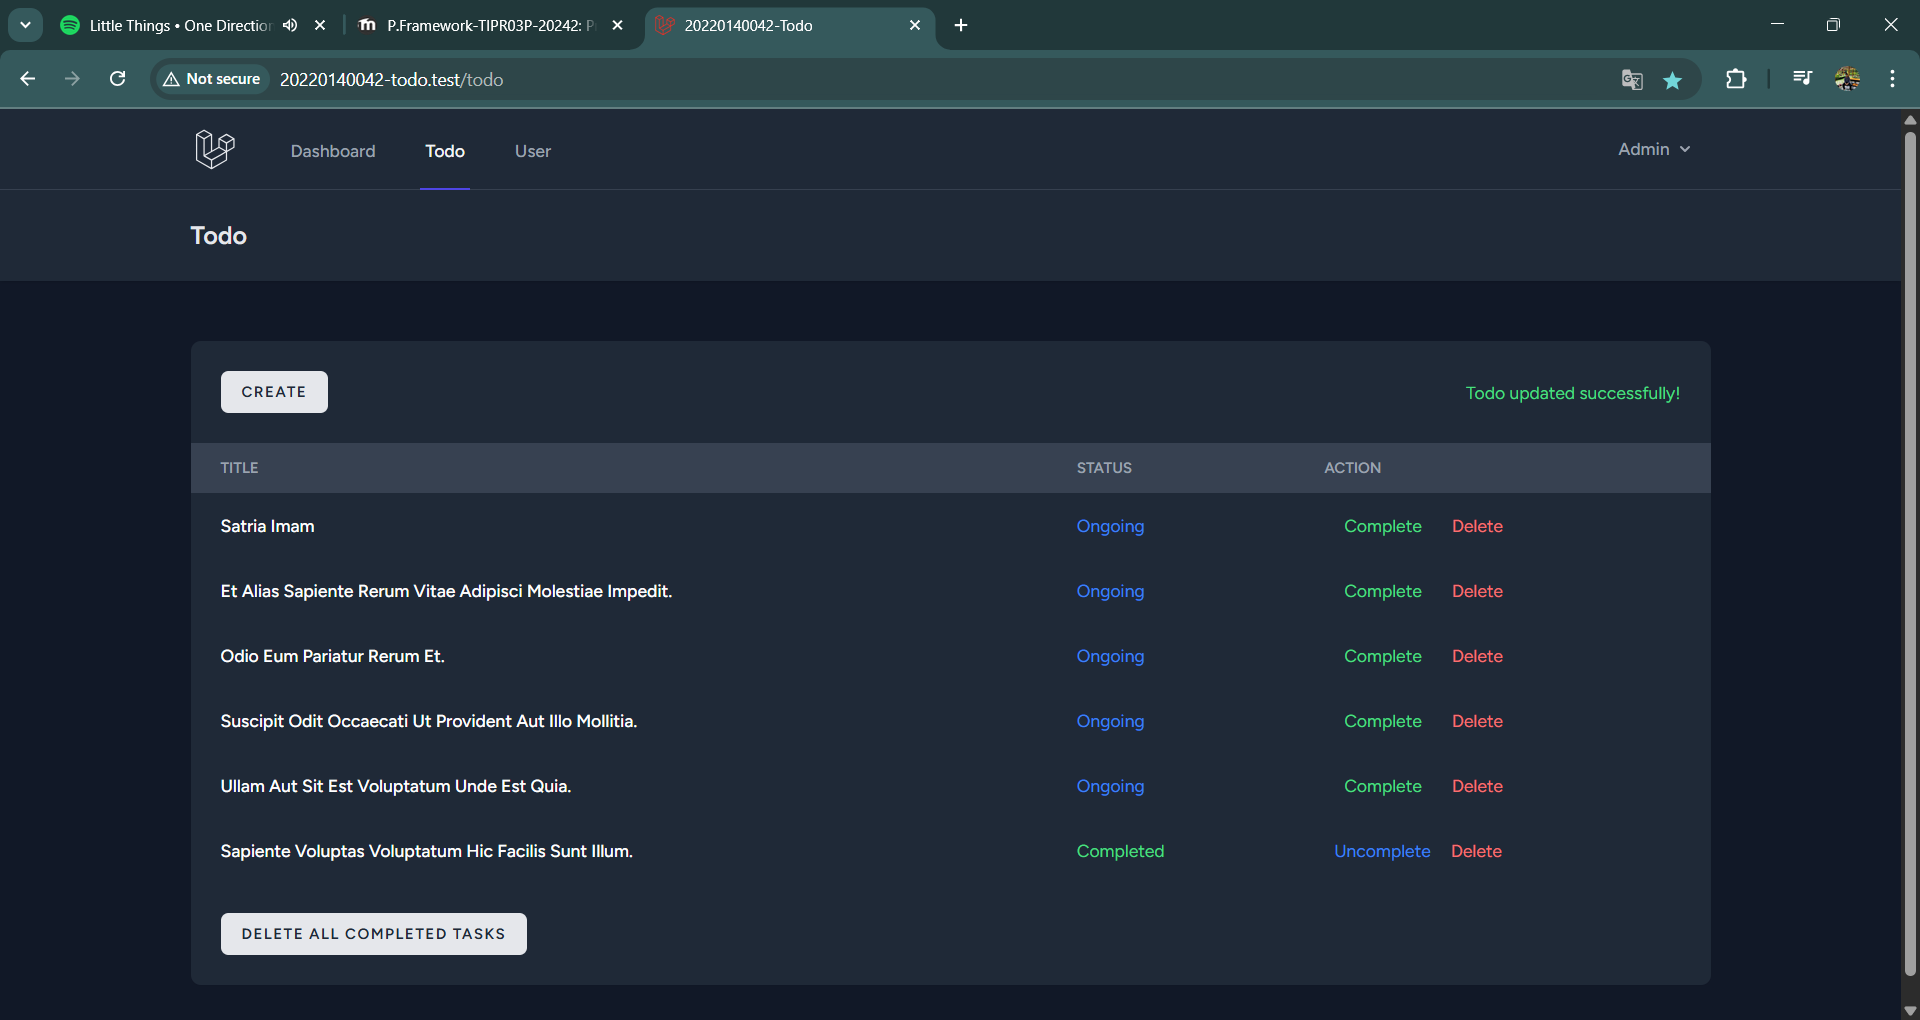 Little Things • One Direction
P.Framework-TIPR03P-20242: P
20220140042-Todo
Not secure
20220140042-todo.test/todo
Dashboard
Todo
User
Admin
Todo
CREATE
Todo updated successfully!
TITLE STATUS ACTION
Satria Imam Ongoing Complete Delete
Et Alias Sapiente Rerum Vitae Adipisci Molestiae Impedit. Ongoing Complete Delete
Odio Eum Pariatur Rerum Et. Ongoing Complete Delete
Suscipit Odit Occaecati Ut Provident Aut Illo Mollitia. Ongoing Complete Delete
Ullam Aut Sit Est Voluptatum Unde Est Quia. Ongoing Complete Delete
Sapiente Voluptas Voluptatum Hic Facilis Sunt Illum. Completed Uncomplete Delete
DELETE ALL COMPLETED TASKS